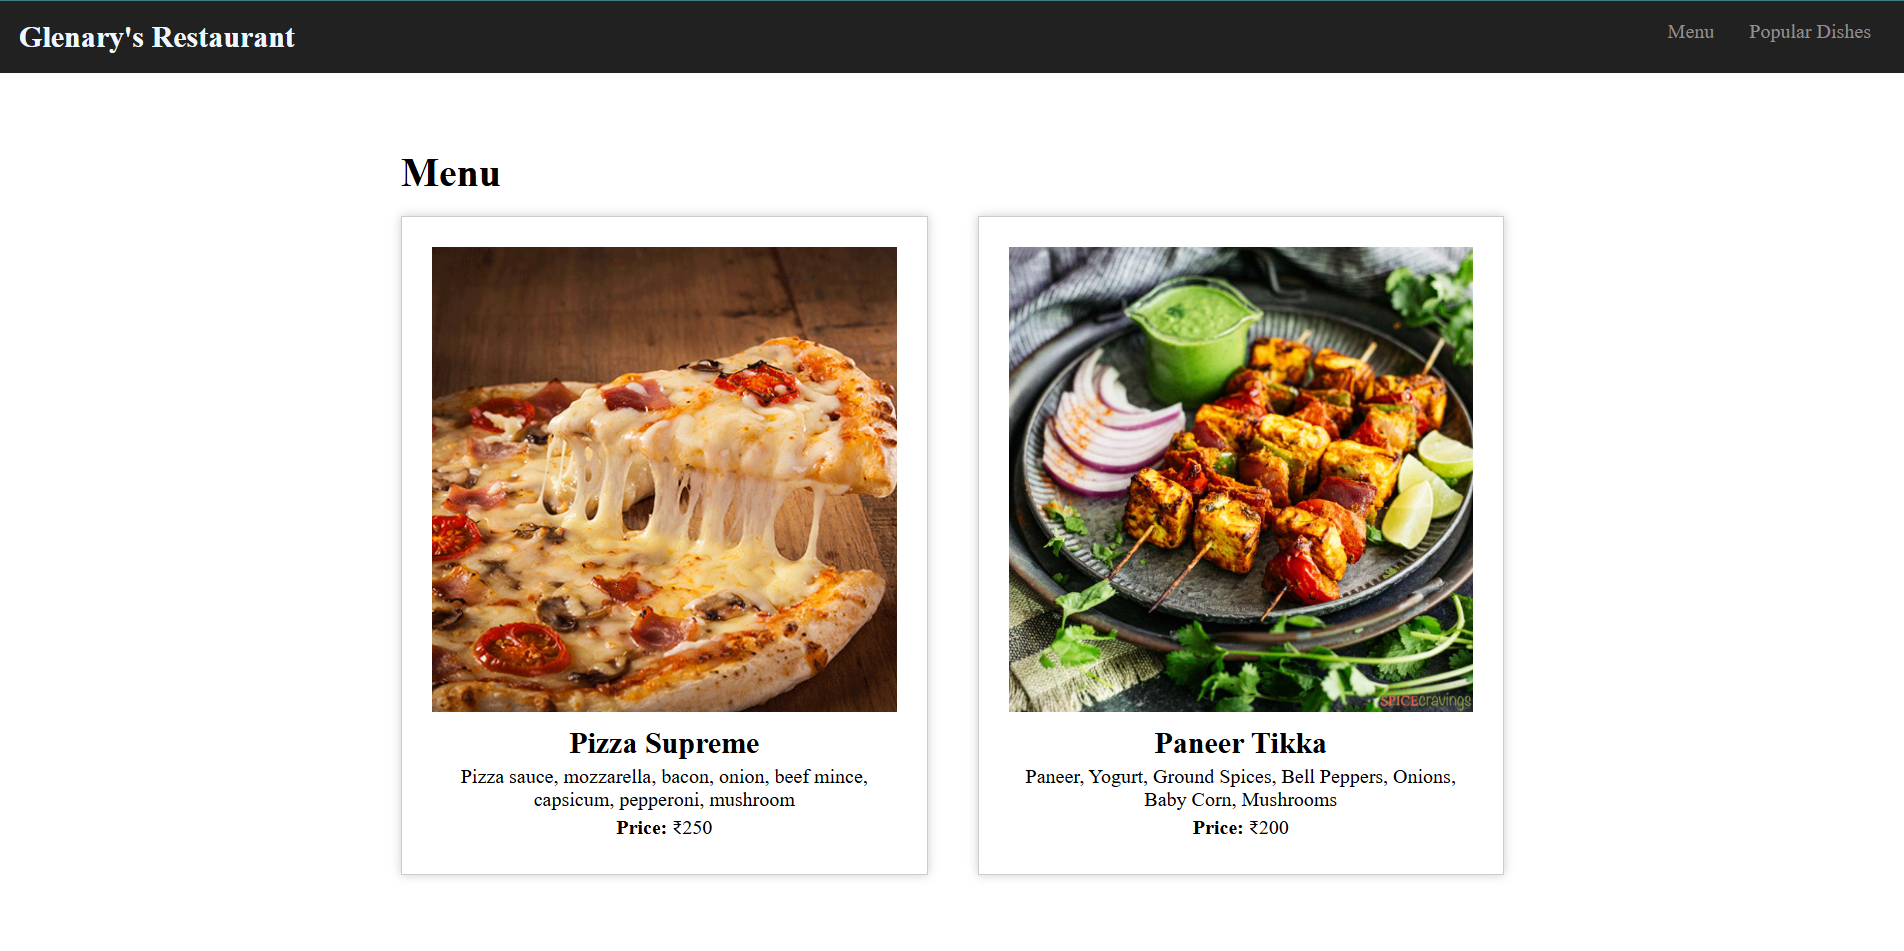 Glenary's Restaurant
Menu
Popular Dishes
Menu
Pizza Supreme
Pizza sauce, mozzarella, bacon, onion, beef mince,
capsicum, pepperoni, mushroom
Price: ₹250
SPICEcravings
Paneer Tikka
Paneer, Yogurt, Ground Spices, Bell Peppers, Onions,
Baby Corn, Mushrooms
Price: ₹200